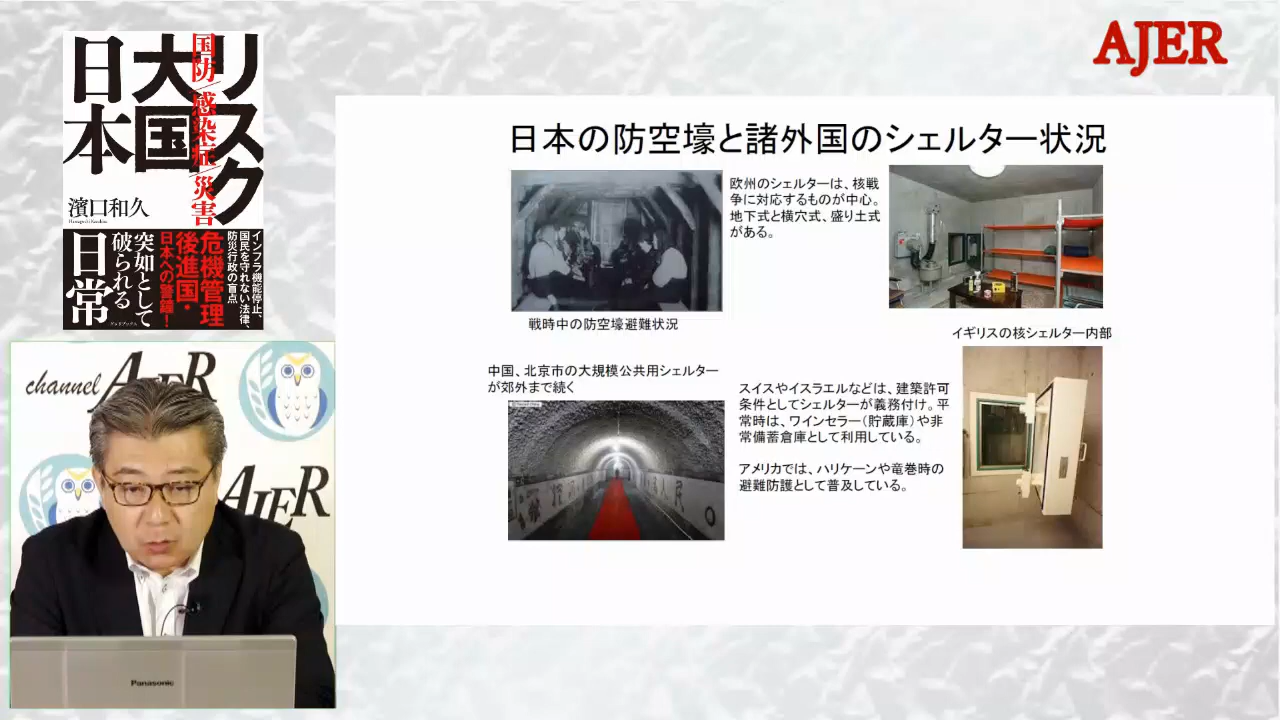 AJER
リスク
大国
日本
国防/感染症/災害
濱口和久
インフラ機能停止、
国民を守れない法律、
防災行政の盲点
危機管理
後進国・
日本への警鐘!
突如として
破られる
日常
日本の防空壕と諸外国のシェルター状況
欧州のシェルターは、核戦
争に対応するものが中心。
地下式と横穴式、盛り土式
がある。
戦時中の防空壕避難状況
イギリスの核シェルター内部
中国、北京市の大規模公共用シェルター
が郊外まで続く
スイスやイスラエルなどは、建築許可
条件としてシェルターが義務付け。平
常時は、ワインセラー(貯蔵庫)や非
常備蓄倉庫として利用している。
アメリカでは、ハリケーンや竜巻時の
避難防護として普及している。
channel AJER
AJER
Panasonic